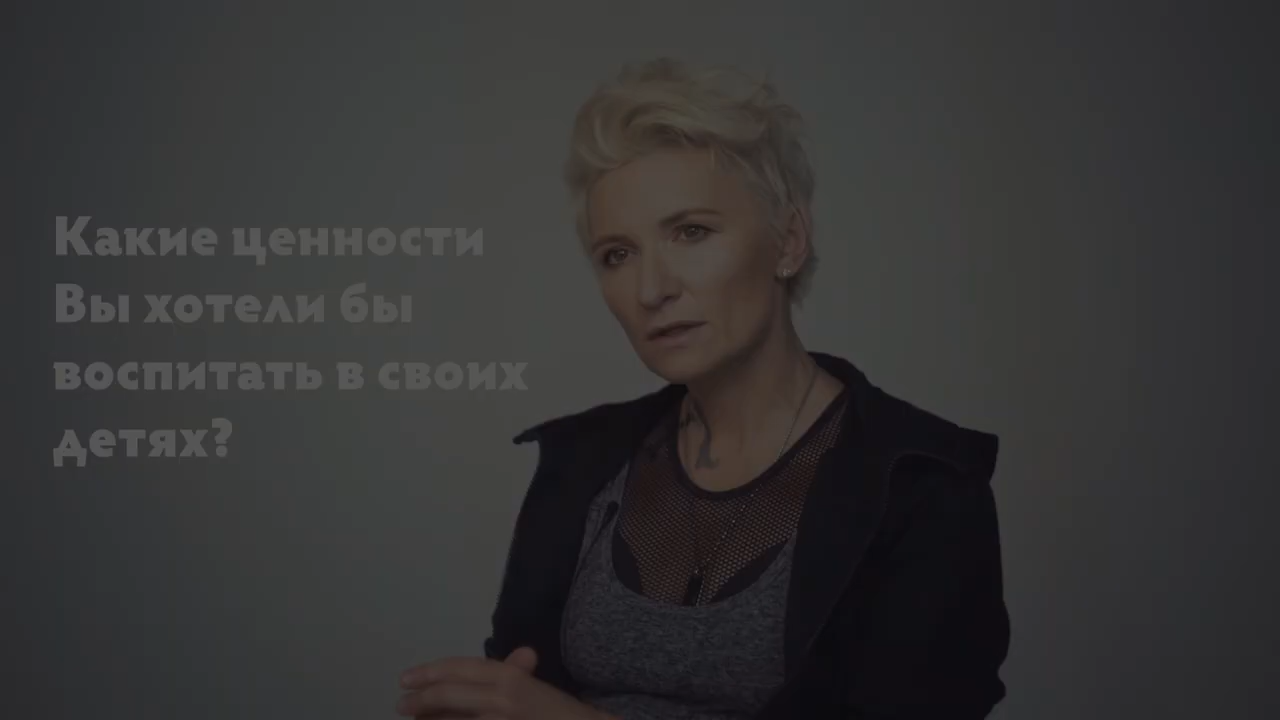 Какие ценности
Вы хотели бы
воспитать в своих
детях?